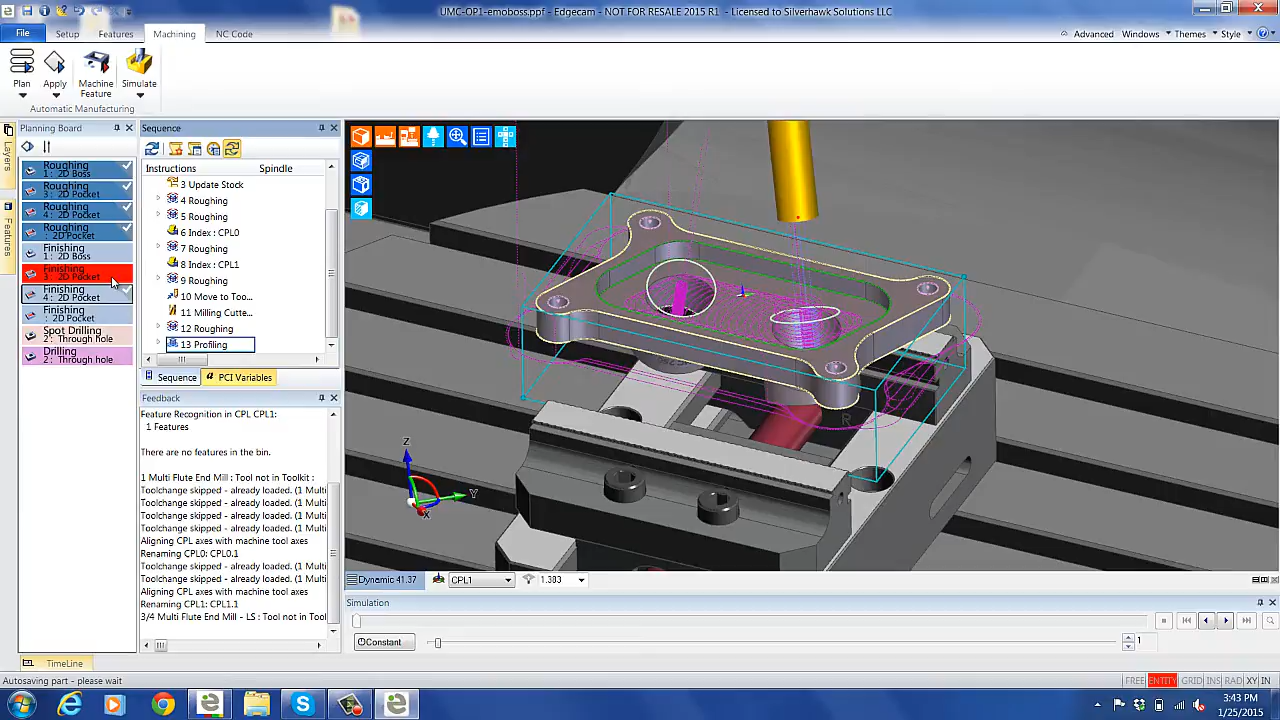 UMC-OP1-emoboss.ppf - Edgecam - NOT FOR RESALE 2015 R1 - Licensed to Silverhawk Solutions LLC
File Setup Features Machining NC Code Advanced Windows Themes Style
Plan Apply Machine Feature Simulate
Automatic Manufacturing
Planning Board
Layers
Features
Roughing
1 : 2D Boss
Roughing
3 : 2D Pocket
Roughing
4 : 2D Pocket
Roughing
: 2D Pocket
Finishing
1 : 2D Boss
Finishing
3 : 2D Pocket
Finishing
4 : 2D Pocket
Finishing
: 2D Pocket
Spot Drilling
2 : Through hole
Drilling
2 : Through hole
TimeLine
Sequence
Instructions Spindle
3 Update Stock
4 Roughing
5 Roughing
6 Index : CPL0
7 Roughing
8 Index : CPL1
9 Roughing
10 Move to Too...
11 Milling Cutte...
12 Roughing
13 Profiling
Sequence PCI Variables
Feedback
Feature Recognition in CPL CPL1:
1 Features
There are no features in the bin.
1 Multi Flute End Mill : Tool not in Toolkit :
Toolchange skipped - already loaded. (1 Multi
Toolchange skipped - already loaded. (1 Multi
Toolchange skipped - already loaded. (1 Multi
Toolchange skipped - already loaded. (1 Multi
Aligning CPL axes with machine tool axes
Renaming CPL0: CPL0.1
Toolchange skipped - already loaded. (1 Multi
Toolchange skipped - already loaded. (1 Multi
Aligning CPL axes with machine tool axes
Renaming CPL1: CPL1.1
3/4 Multi Flute End Mill - LS : Tool not in Tool
Z
Y
X
R
Dynamic 41.37 CPL1 1.383
Simulation
Constant
1
Autosaving part - please wait
FREE ENTITY GRID INS RAD XY IN
3:43 PM
1/25/2015